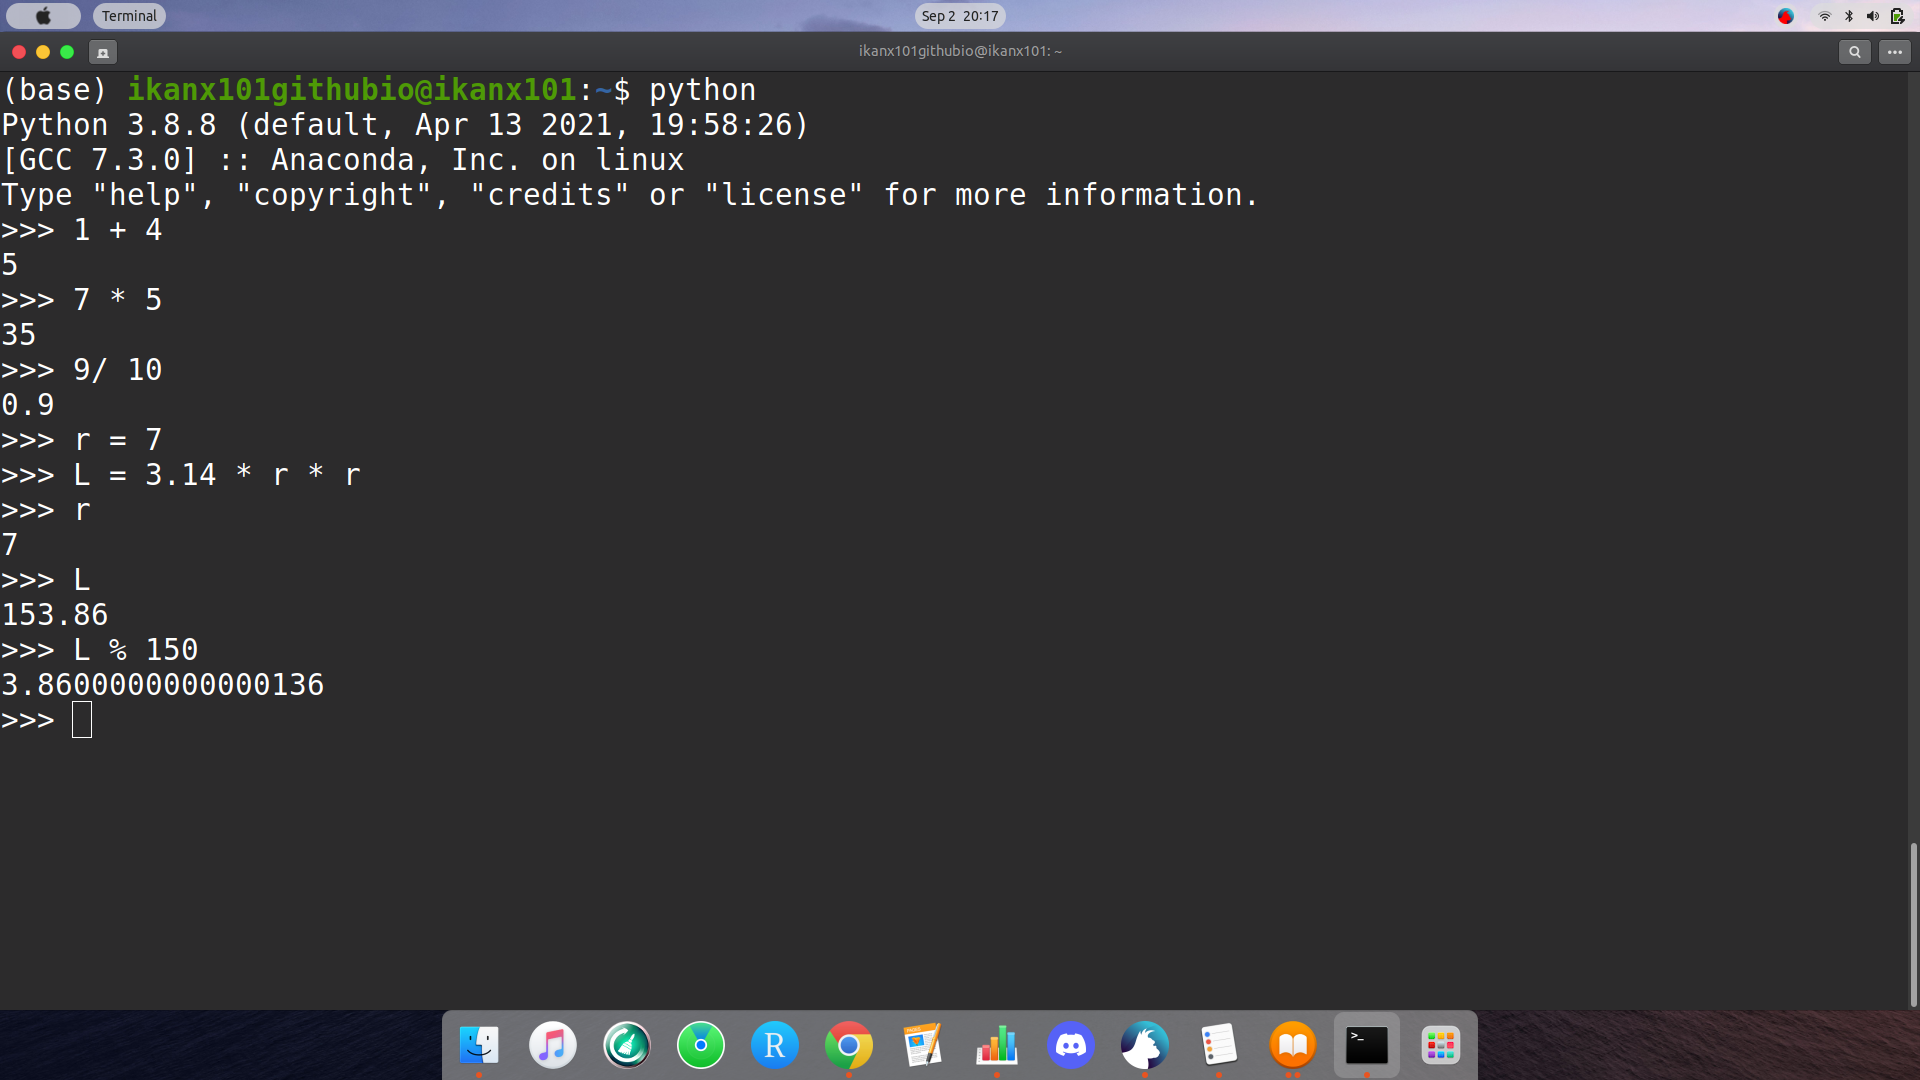 Terminal
Sep 2 20:17
ikanx101githubio@ikanx101: ~
(base) ikanx101githubio@ikanx101:~$ python
Python 3.8.8 (default, Apr 13 2021, 19:58:26)
[GCC 7.3.0] :: Anaconda, Inc. on linux
Type "help", "copyright", "credits" or "license" for more information.
>>> 1 + 4
5
>>> 7 * 5
35
>>> 9/ 10
0.9
>>> r = 7
>>> L = 3.14 * r * r
>>> r
7
>>> L
153.86
>>> L % 150
3.8600000000000136
>>>
R
>_